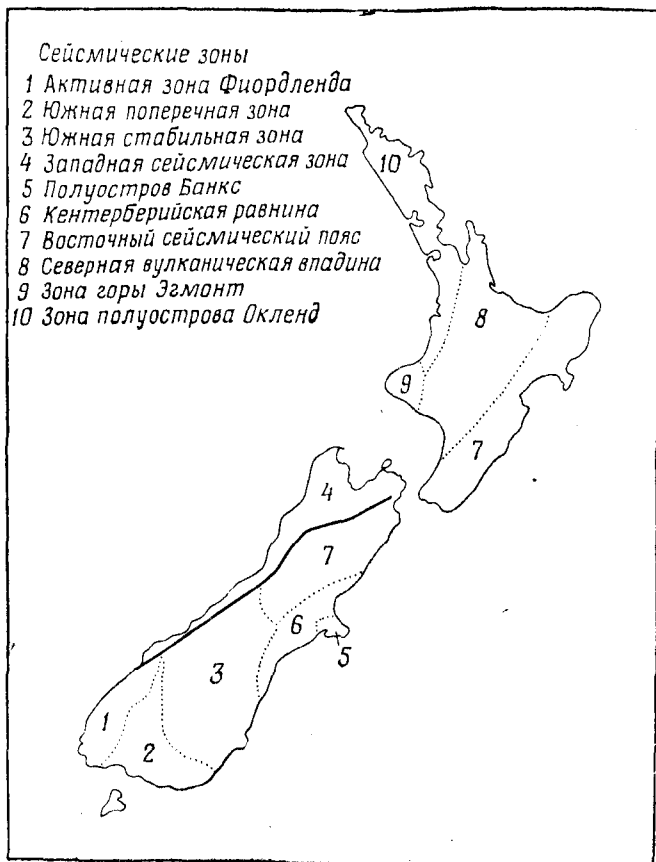 Сейсмические зоны
1 Активная зона Фиордленда
2 Южная поперечная зона
3 Южная стабильная зона
4 Западная сейсмическая зона
5 Полуостров Банкс
6 Кентерберийская равнина
7 Восточный сейсмический пояс
8 Северная вулканическая впадина
9 Зона горы Эгмонт
10 Зона полуострова Окленд
10
8
9
7
4
7
6
5
3
1
2